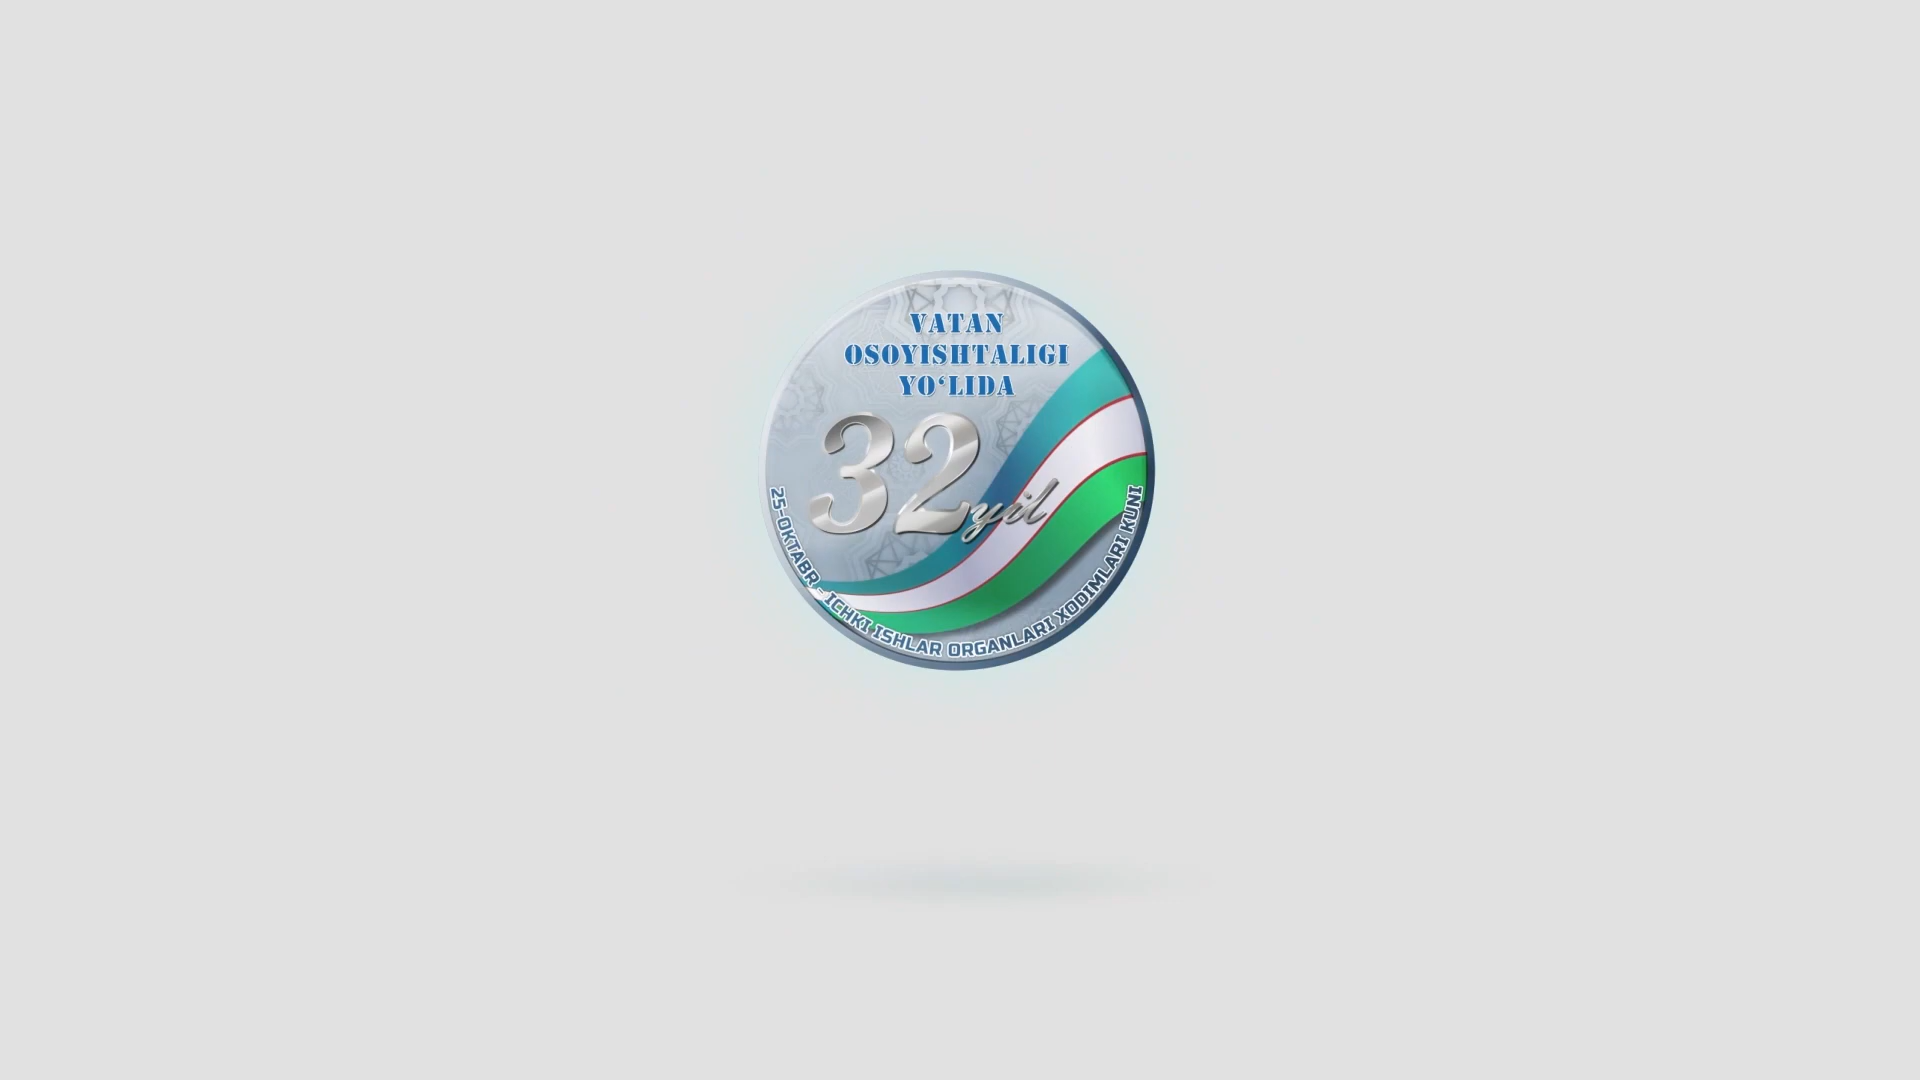 VATAN
OSOYISHTALIGI
YO‘LIDA
32 yil
25-OKTABR - ICHKI ISHLAR ORGANLARI XODIMLARI KUNI